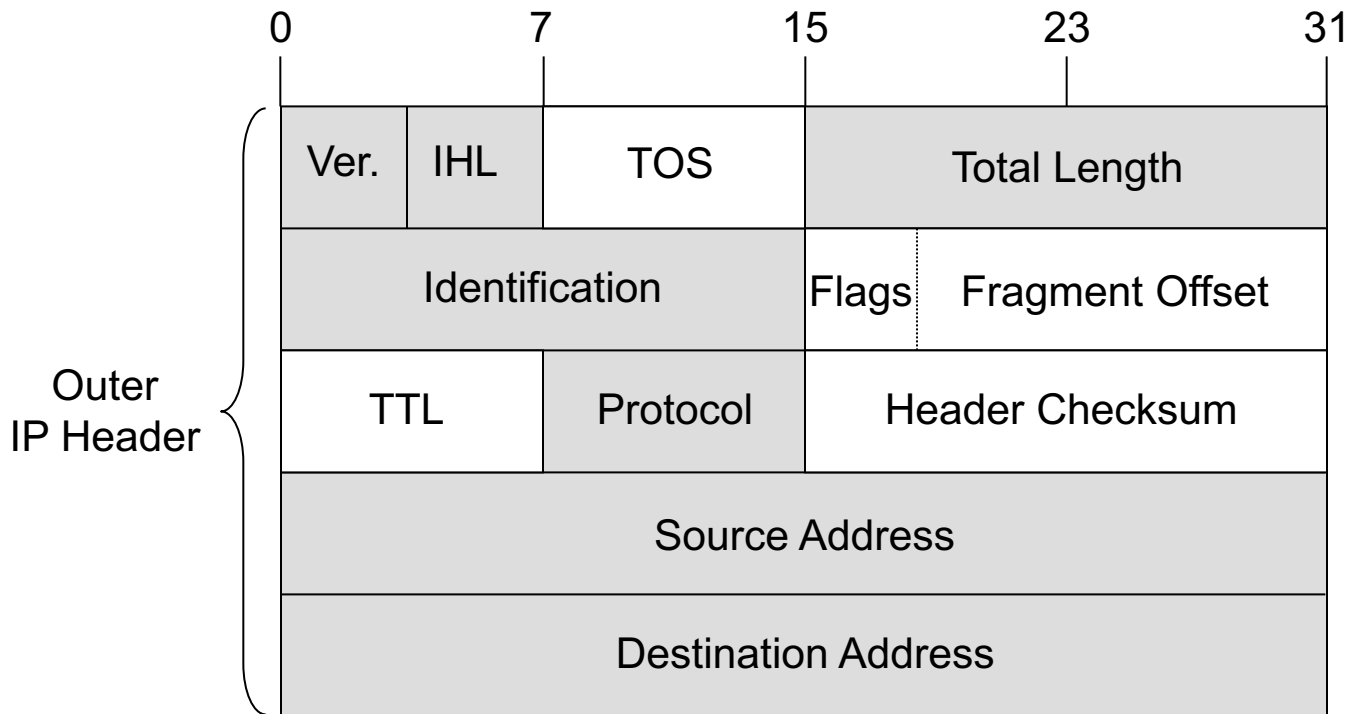 0 7 15 23 31
Ver. IHL TOS Total Length
Identification Flags Fragment Offset
Outer
IP Header
TTL Protocol Header Checksum
Source Address
Destination Address